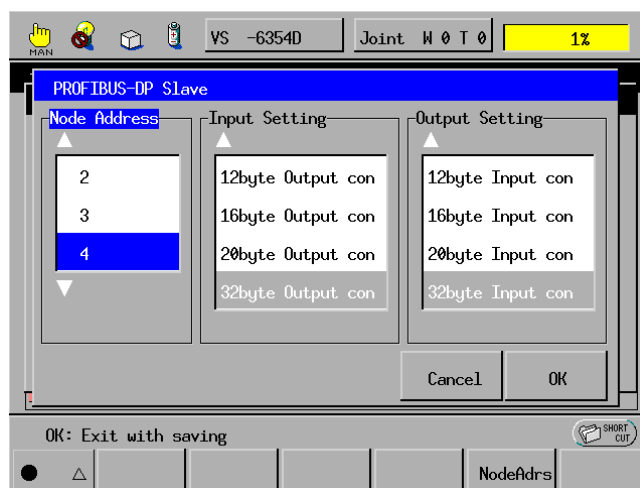 MAN
VS -6354D
Joint W 0 T 0
1%
PROFIBUS-DP Slave
Node Address
Input Setting
Output Setting
2
3
4
12byte Output con
16byte Output con
20byte Output con
32byte Output con
12byte Input con
16byte Input con
20byte Input con
32byte Input con
Cancel
OK
OK: Exit with saving
SHORT
CUT
NodeAdrs